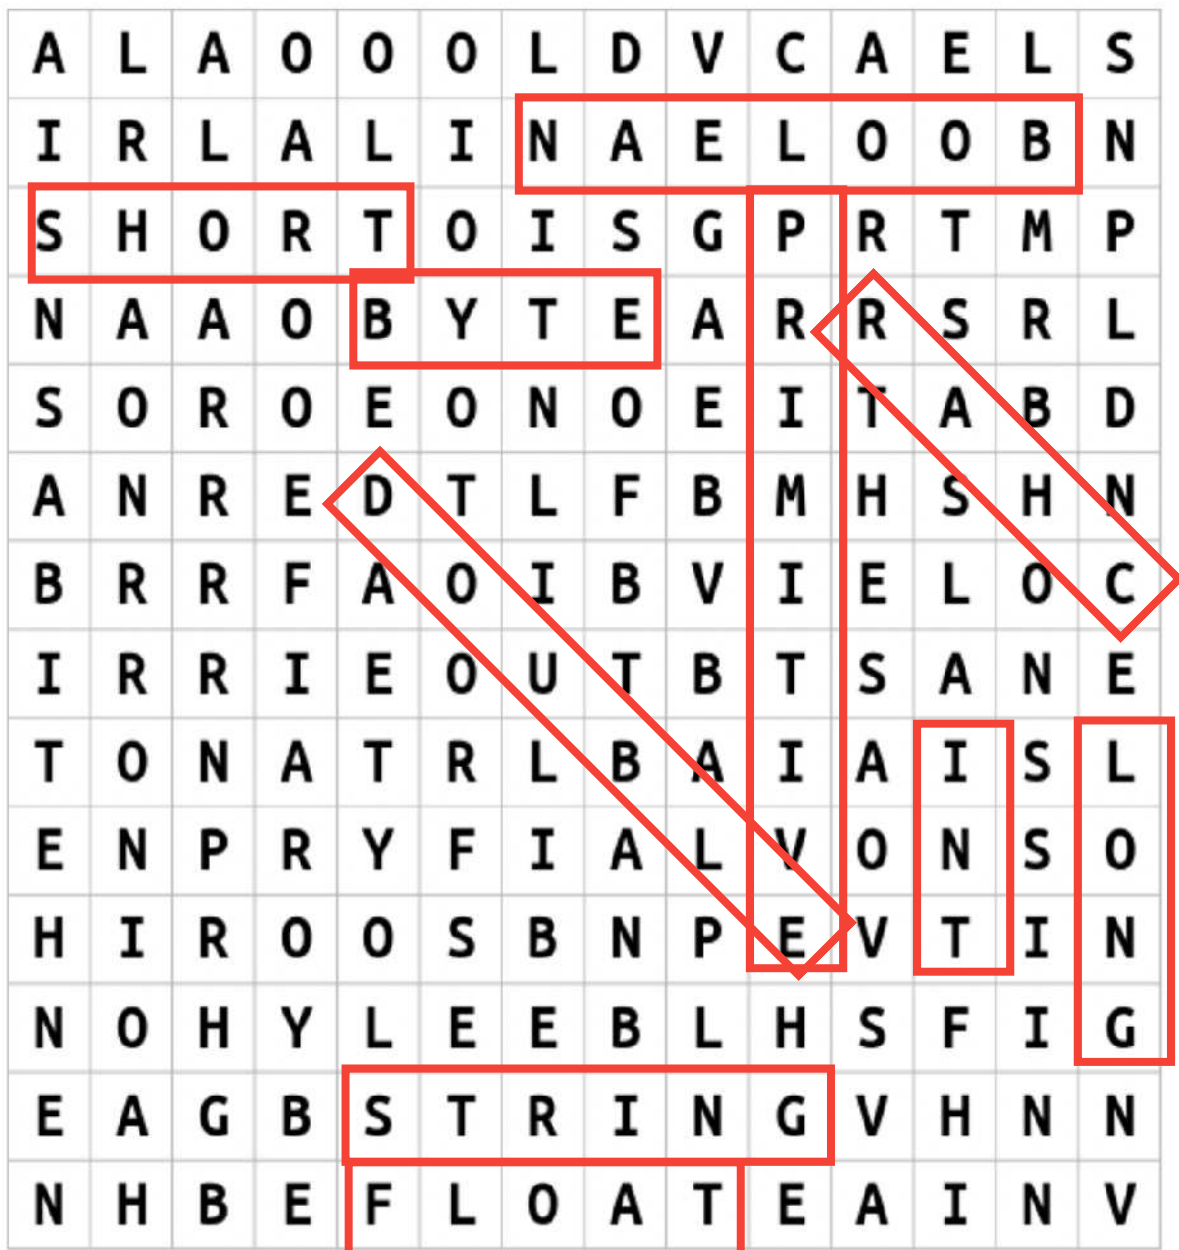 A L A O O O L D V C A E L S
I R L A L I N A E L O O B N
S H O R T O I S G P R T M P
N A A O B Y T E A R R S R L
S O R O E O N O E I T A B D
A N R E D T L F B M H S H N
B R R F A O I B V I E L O C
I R R I E O U T B T S A N E
T O N A T R L B A I A I S L
E N P R Y F I A L V O N S O
H I R O O S B N P E V T I N
N O H Y L E E B L H S F I G
E A G B S T R I N G V H N N
N H B E F L O A T E A I N V